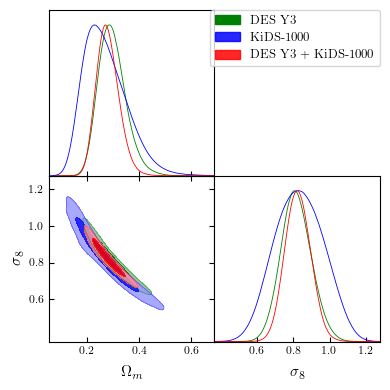 DES Y3
KiDS-1000
DES Y3 + KiDS-1000
1.2
1.0
0.8
0.6
σ8
0.2 0.4 0.6
0.6 0.8 1.0 1.2
Ωm σ8